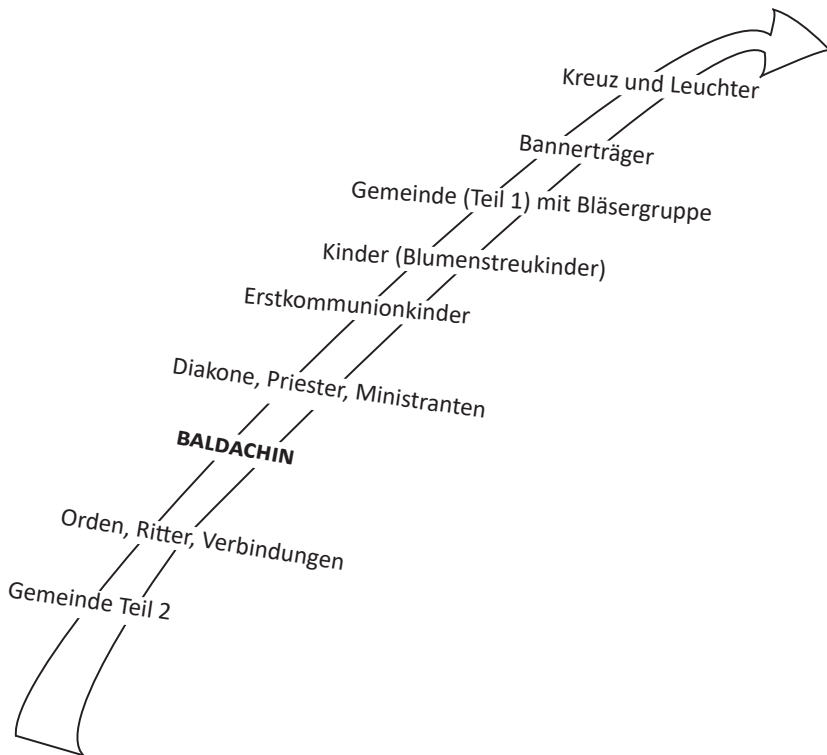 Kreuz und Leuchter
Bannerträger
Gemeinde (Teil 1) mit Bläsergruppe
Kinder (Blumenstreukinder)
Erstkommunionkinder
Diakone, Priester, Ministranten
BALDACHIN
Orden, Ritter, Verbindungen
Gemeinde Teil 2